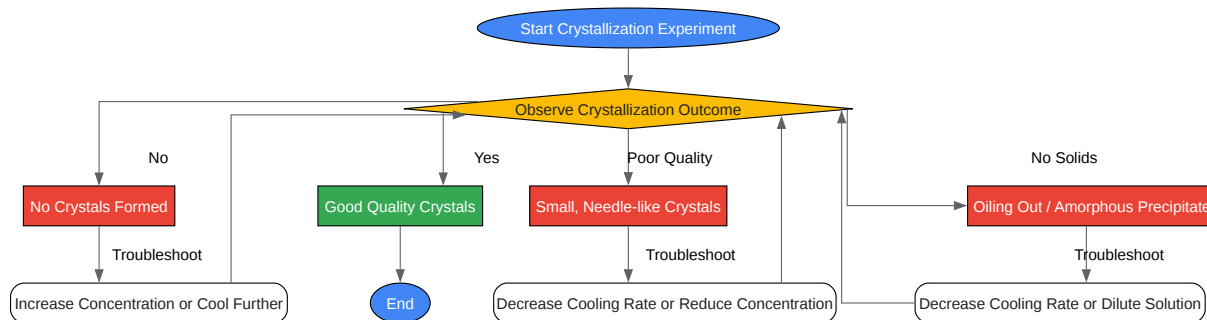 Start Crystallization Experiment
Observe Crystallization Outcome
No
Yes
Poor Quality
No Solids
No Crystals Formed
Good Quality Crystals
Small, Needle-like Crystals
Oiling Out / Amorphous Precipitate
Troubleshoot
Troubleshoot
Troubleshoot
Increase Concentration or Cool Further
End
Decrease Cooling Rate or Reduce Concentration
Decrease Cooling Rate or Dilute Solution